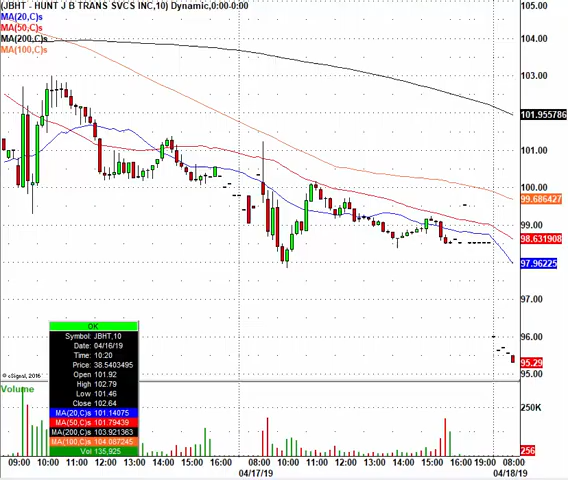 (JBHT - HUNT J B TRANS SVCS INC,10) Dynamic,0:00-0:00
MA(20,C)s
MA(50,C)s
MA(200,C)s
MA(100,C)s
105.00
104.00
103.00
101.955786
101.00
100.00
99.686427
99.00
98.631908
97.96225
97.00
96.00
95.29
95.00
OK
Symbol: JBHT,10
Date: 04/16/19
Time: 10:20
Price: 38.5403495
Open 101.92
High 102.79
Low 101.46
Close 102.64
MA(20,C)s 101.14075
MA(50,C)s 101.79439
MA(200,C)s 103.921363
MA(100,C)s 104.087245
Vol 135,925
© eSignal, 2016
Volume
250K
256
09:00 10:00 12:00 13:00 14:00 15:00 08:00 10:00 11:00 12:00 13:00 14:00 15:00 16:00 19:00 08:00
04/17/19 04/18/19